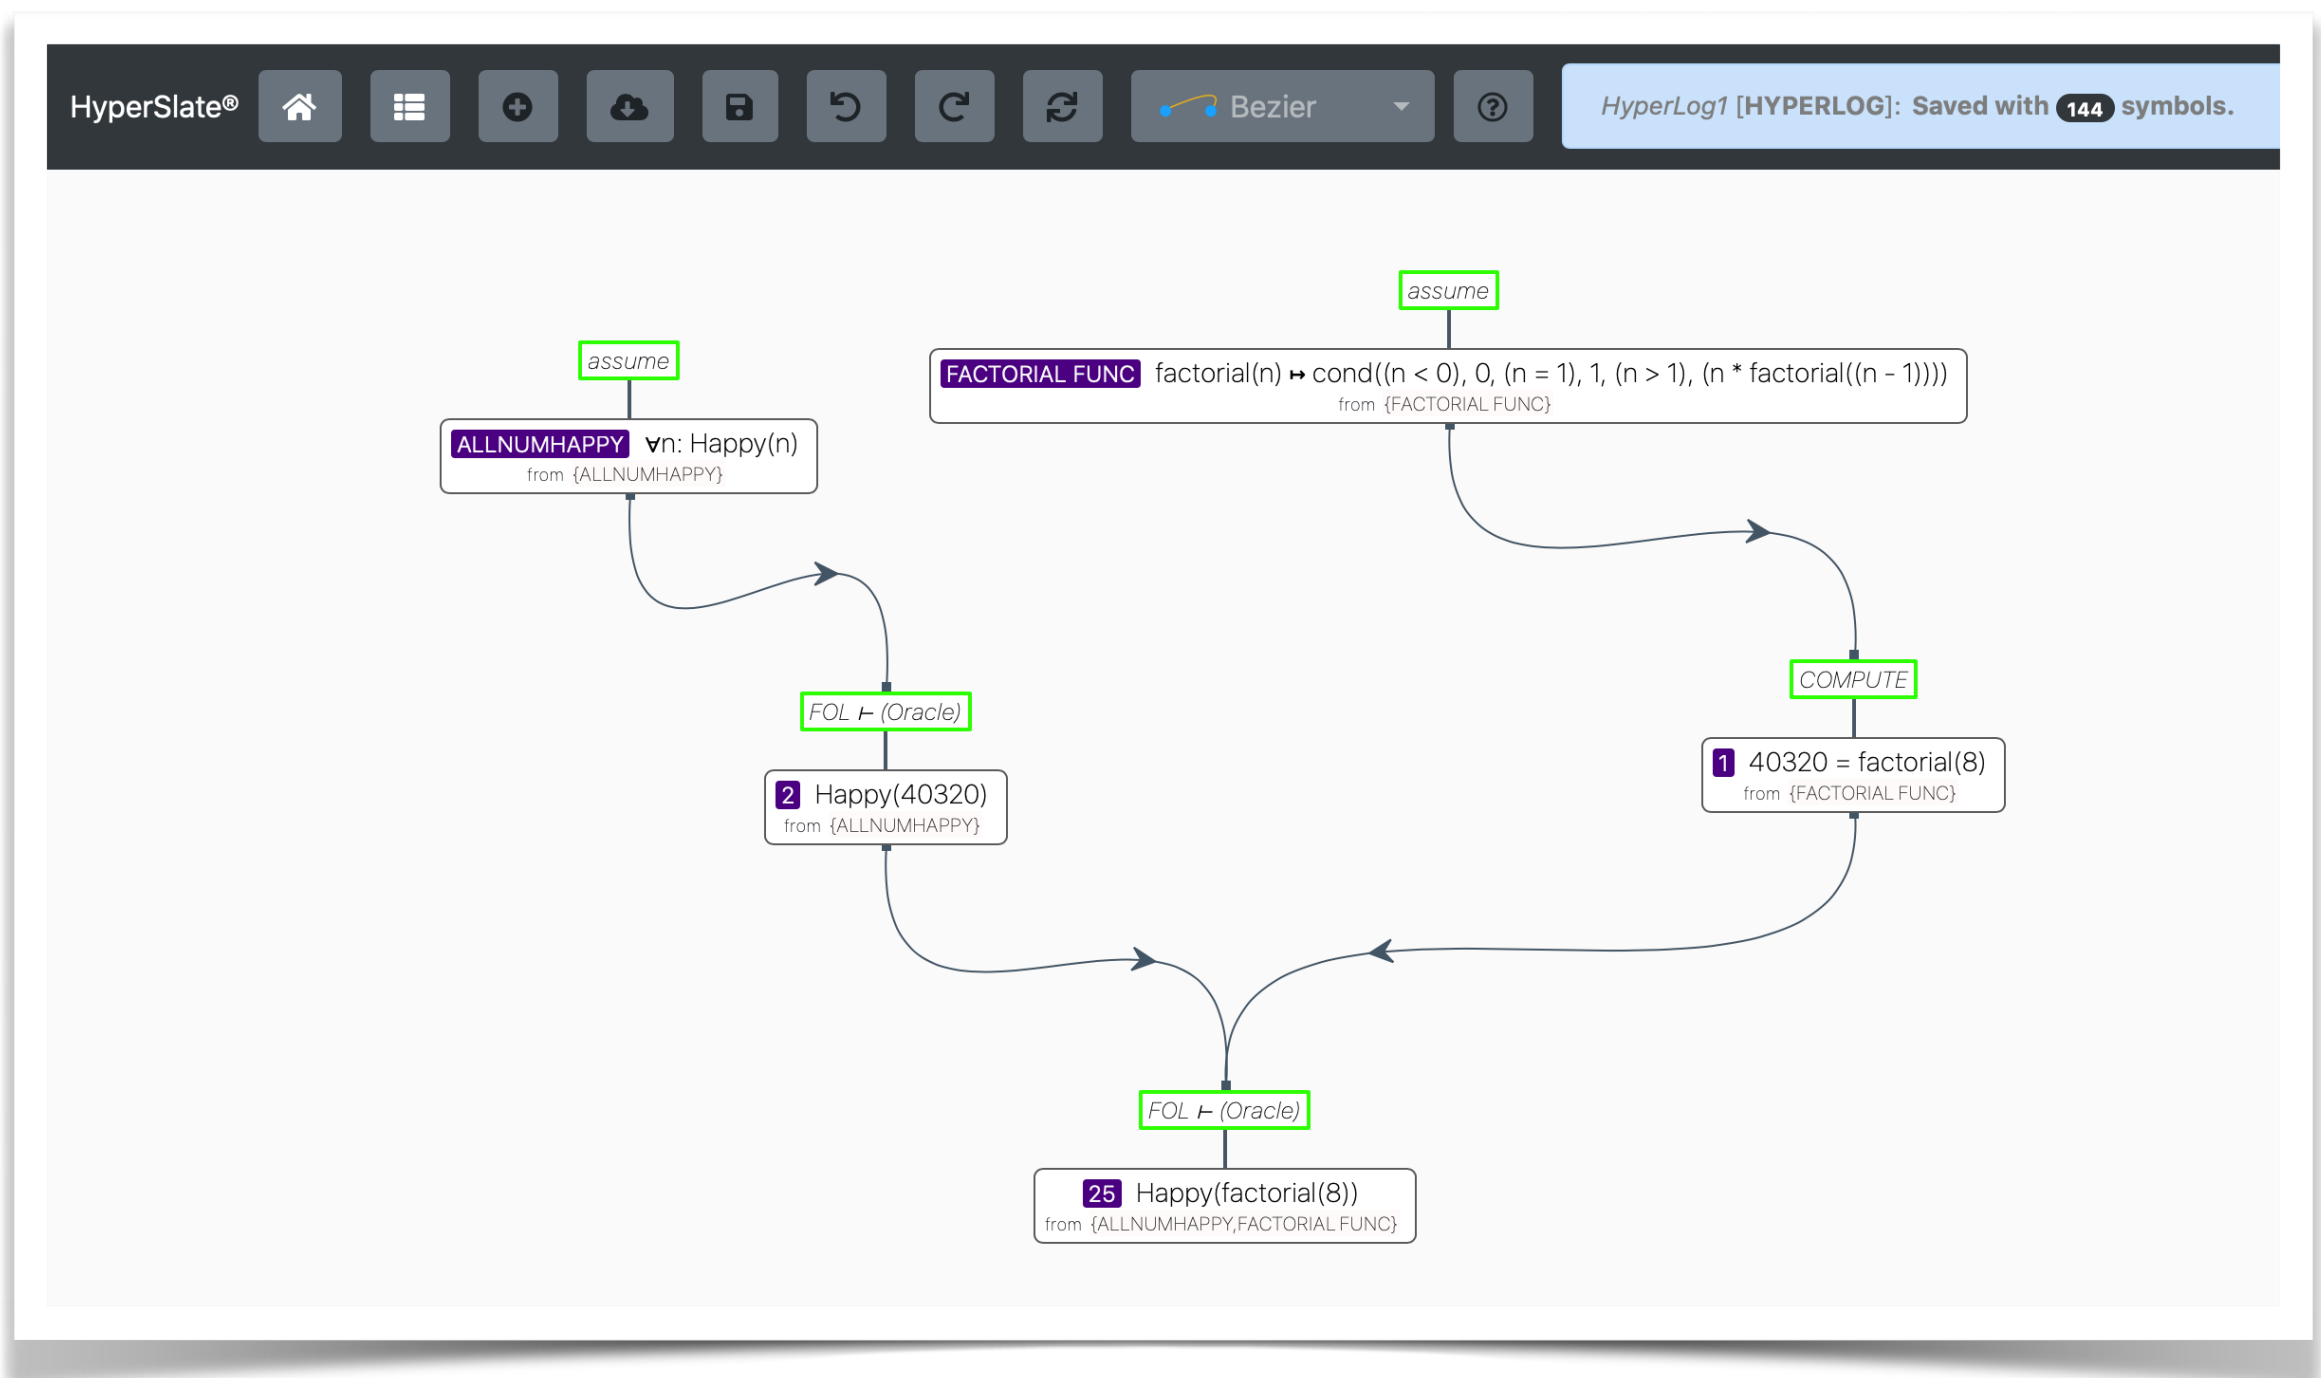 HyperSlate® Bezier HyperLog1 [HYPERLOG]: Saved with 144 symbols.
assume
FACTORIAL FUNC factorial(n) ↦ cond((n < 0), 0, (n = 1), 1, (n > 1), (n * factorial((n - 1))))
from {FACTORIAL FUNC}
assume
ALLNUMHAPPY ∀n: Happy(n)
from {ALLNUMHAPPY}
COMPUTE
1 40320 = factorial(8)
from {FACTORIAL FUNC}
FOL ⊢ (Oracle)
2 Happy(40320)
from {ALLNUMHAPPY}
FOL ⊢ (Oracle)
25 Happy(factorial(8))
from {ALLNUMHAPPY,FACTORIAL FUNC}